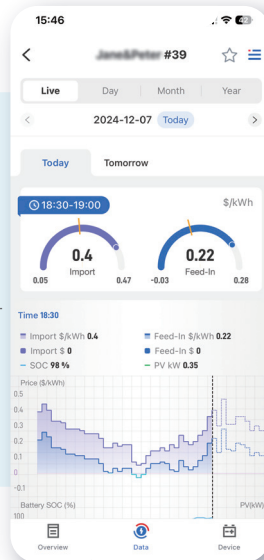 15:46
#39
Live Day Month Year
2024-12-07 Today
Today Tomorrow
18:30-19:00 $/kWh
0.4 0.22
Import Feed-In
0.05 0.47 -0.03 0.28
Time 18:30
Import $/kWh 0.4 Feed-In $/kWh 0.22
Import $ 0 Feed-In $ 0
SOC 98 % PV kW 0.35
Price ($/kWh)
0.5
0.4
0.3
0.2
0.1
0
-0.1
Battery SOC (%) PV(kW)
100
Overview Data Device